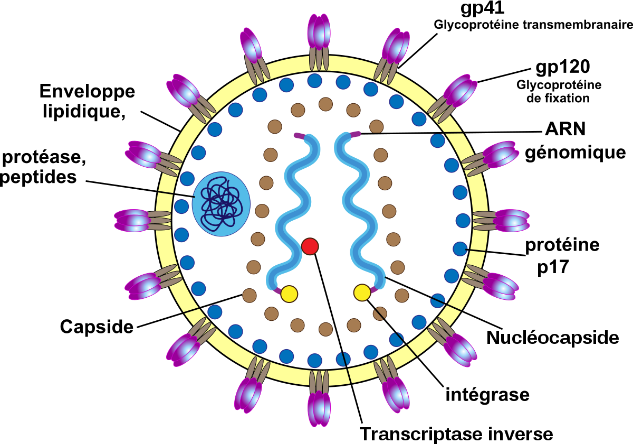 gp41
Glycoprotéine transmembranaire
gp120
Glycoprotéine
de fixation
Enveloppe
lipidique,
ARN
génomique
protéase,
peptides
protéine
p17
Capside
Nucléocapside
intégrase
Transcriptase inverse